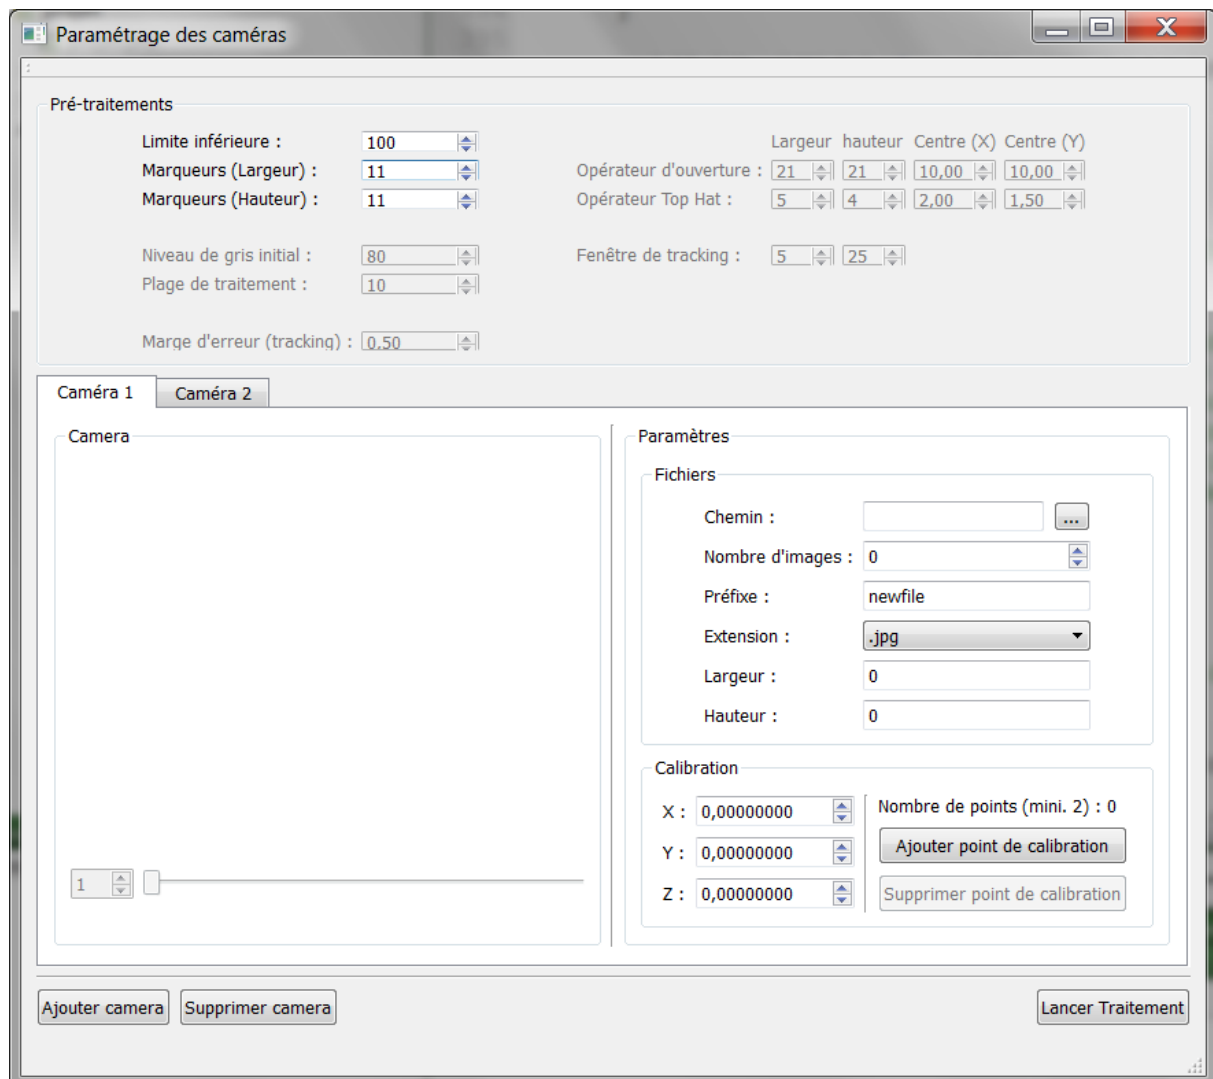 Paramétrage des caméras
Pré-traitements
Largeur hauteur Centre (X) Centre (Y)
Limite inférieure : 100
Marqueurs (Largeur) : 11 Opérateur d'ouverture : 21 21 10,00 10,00
Marqueurs (Hauteur) : 11 Opérateur Top Hat : 5 4 2,00 1,50
Niveau de gris initial : 80 Fenêtre de tracking : 5 25
Plage de traitement : 10
Marge d'erreur (tracking) : 0,50
Caméra 1 Caméra 2
Camera
1
Paramètres
Fichiers
Chemin : ...
Nombre d'images : 0
Préfixe : newfile
Extension : .jpg
Largeur : 0
Hauteur : 0
Calibration
X : 0,00000000
Y : 0,00000000
Z : 0,00000000
Nombre de points (mini. 2) : 0
Ajouter point de calibration
Supprimer point de calibration
Ajouter camera Supprimer camera Lancer Traitement